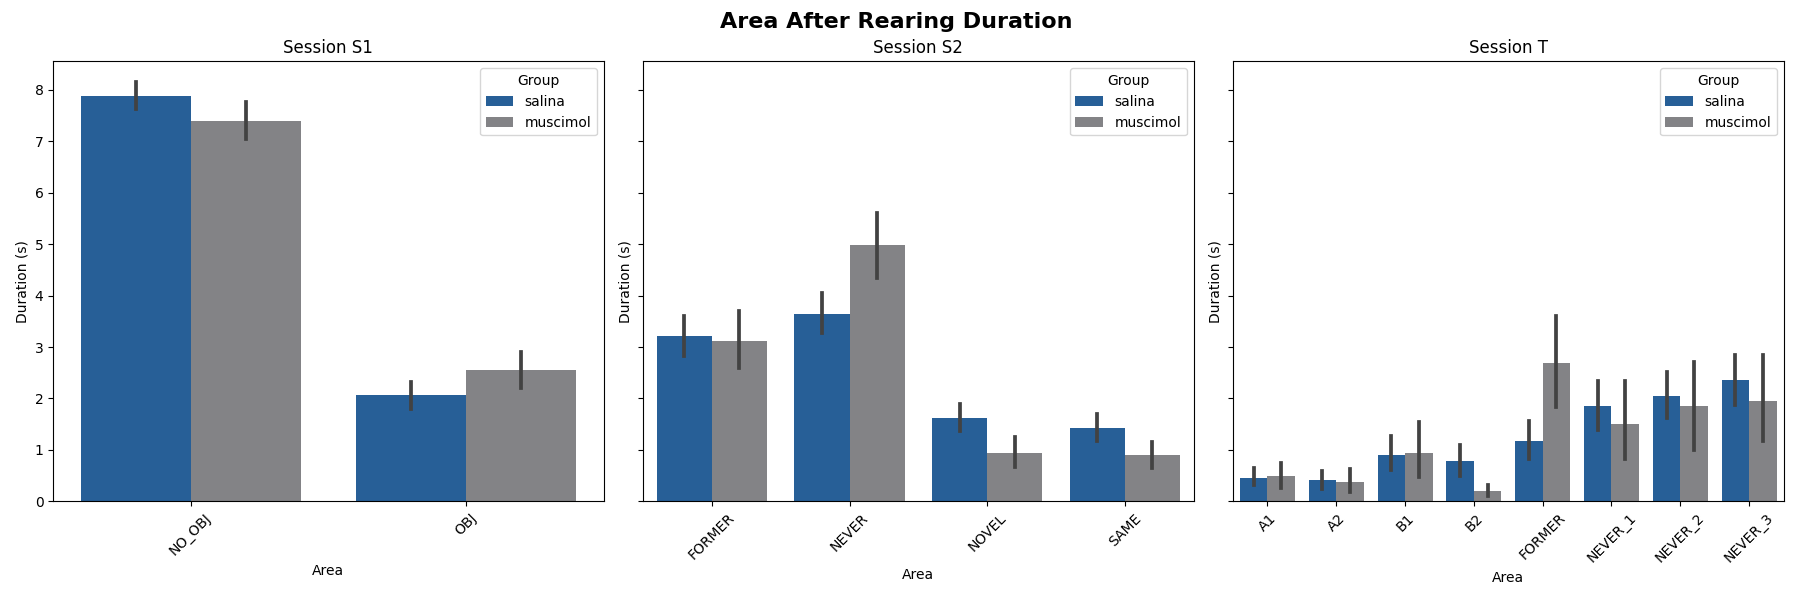 Area After Rearing Duration
Session S1
Group
salina
muscimol
Duration (s)
8
7
6
5
4
3
2
1
0
NO_OBJ
OBJ
Area
Session S2
Group
salina
muscimol
Duration (s)
FORMER
NEVER
NOVEL
SAME
Area
Session T
Group
salina
muscimol
Duration (s)
A1
A2
B1
B2
FORMER
NEVER_1
NEVER_2
NEVER_3
Area